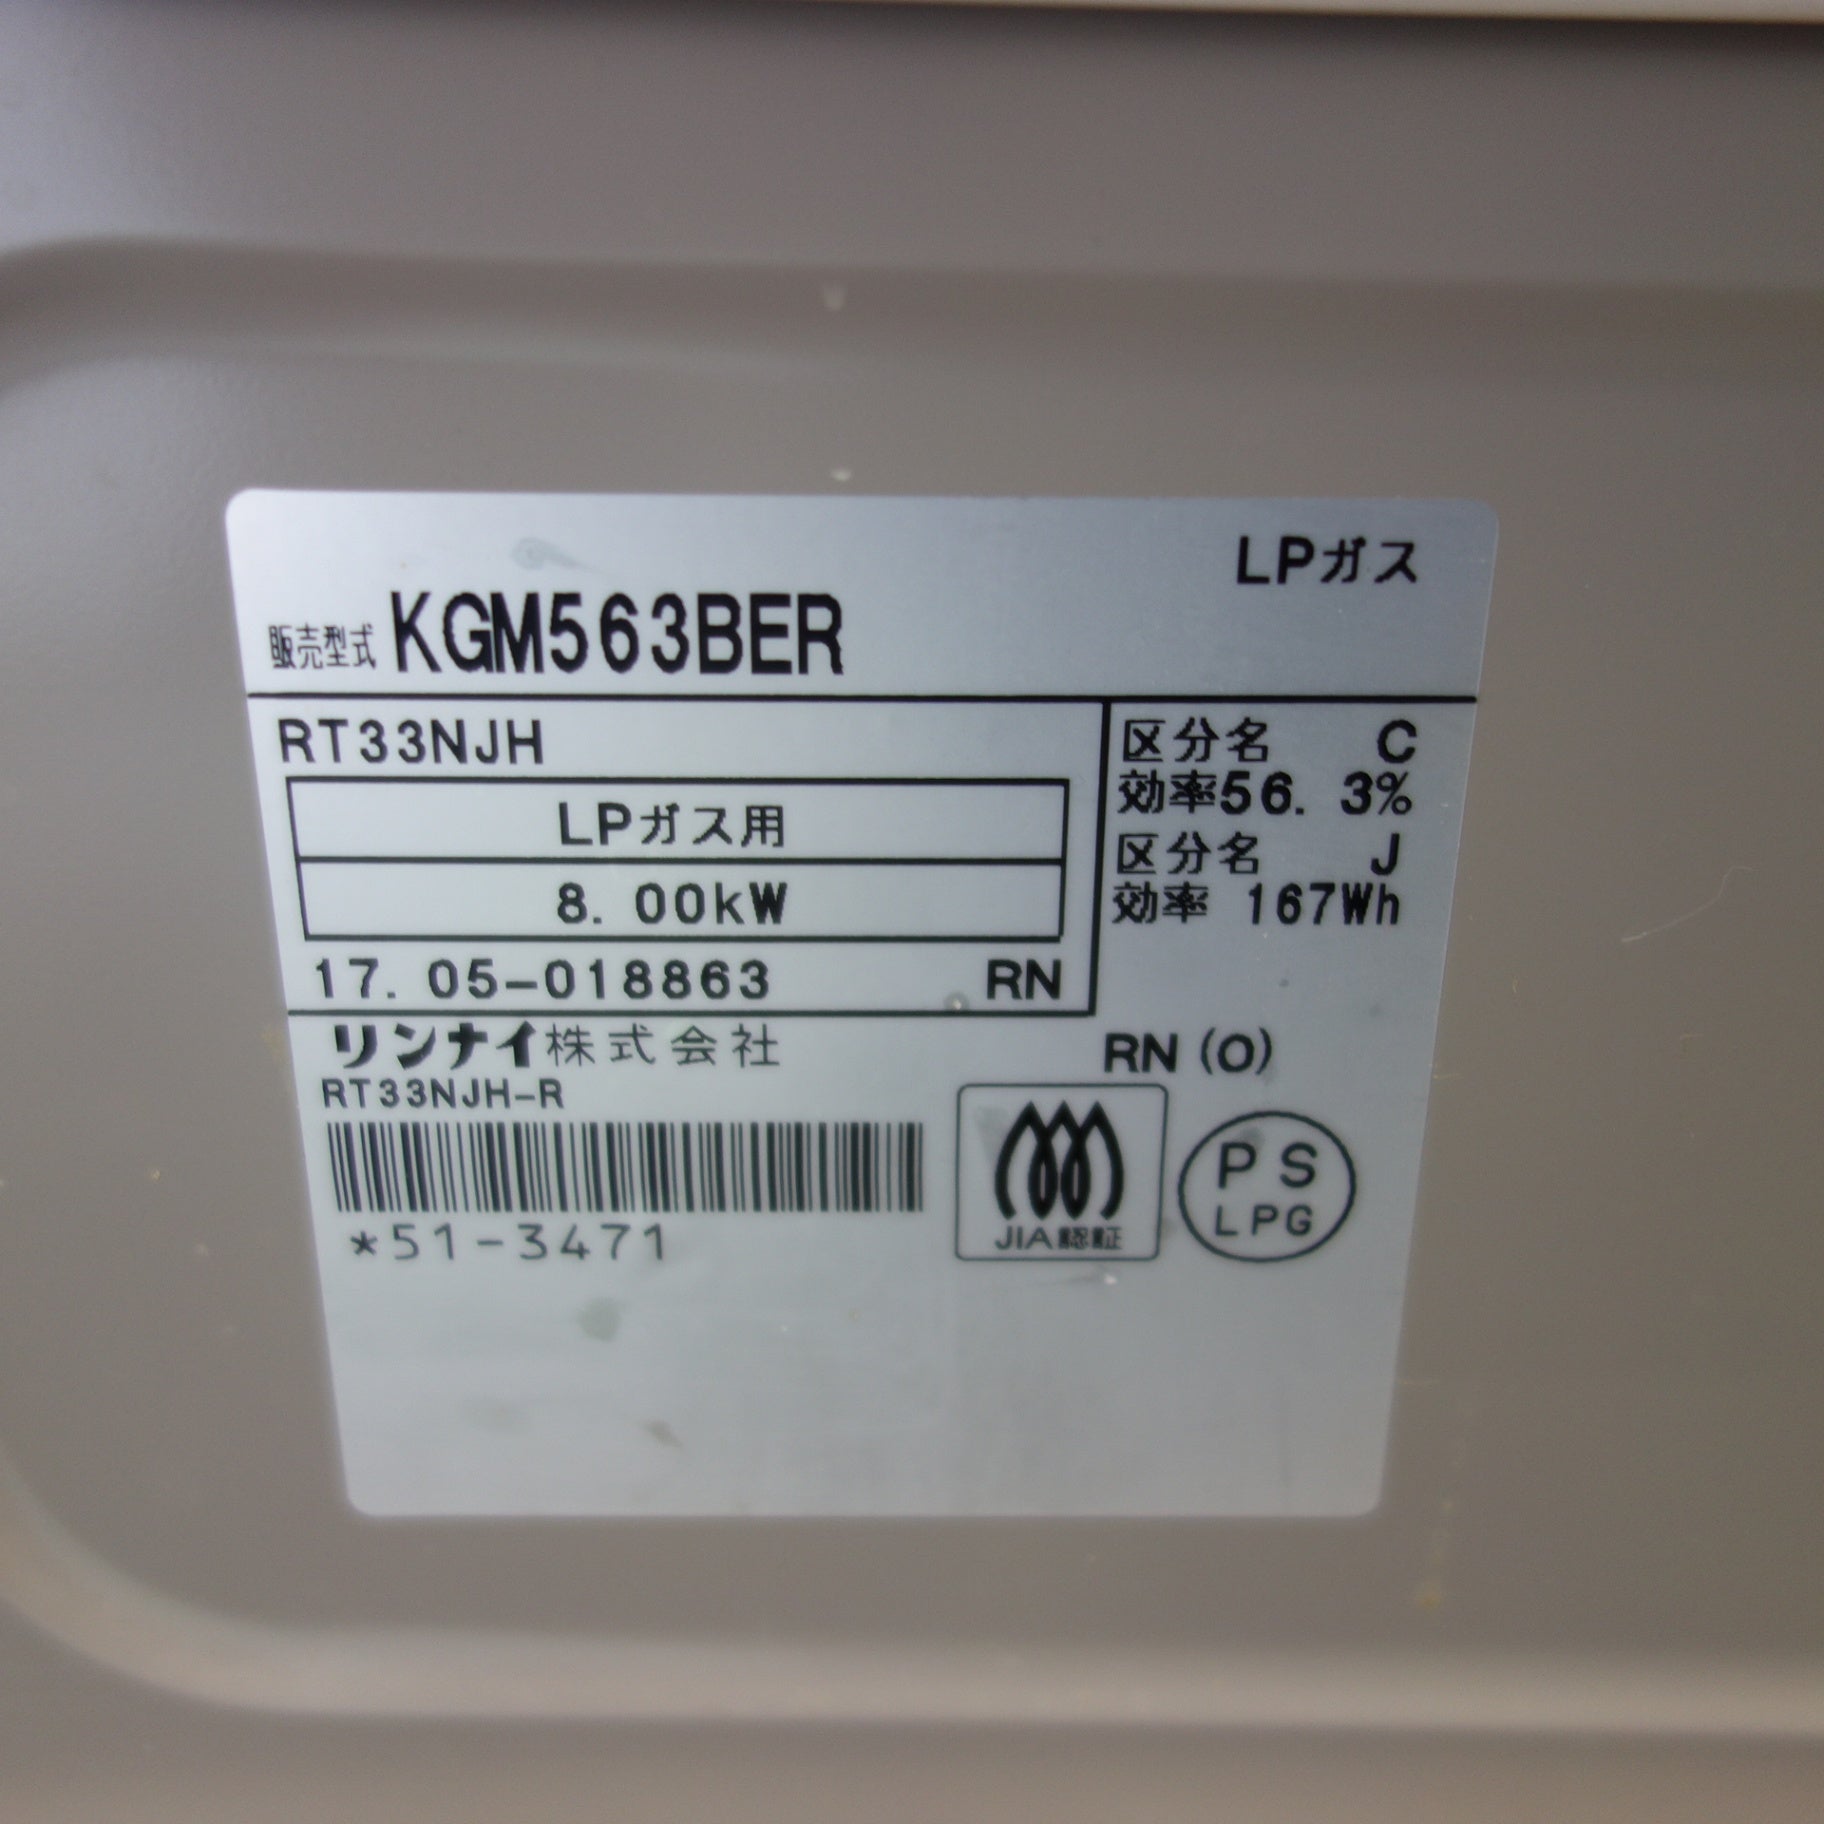 LPガス
販売型式 KGM563BER
RT33NJH
LPガス用
8.00kW
17.05-018863 RN
区分名 C
効率56.3%
区分名 J
効率 167Wh
リンナイ株式会社
RT33NJH-R
*51-3471
RN(O)
JIA認証
PS
LPG